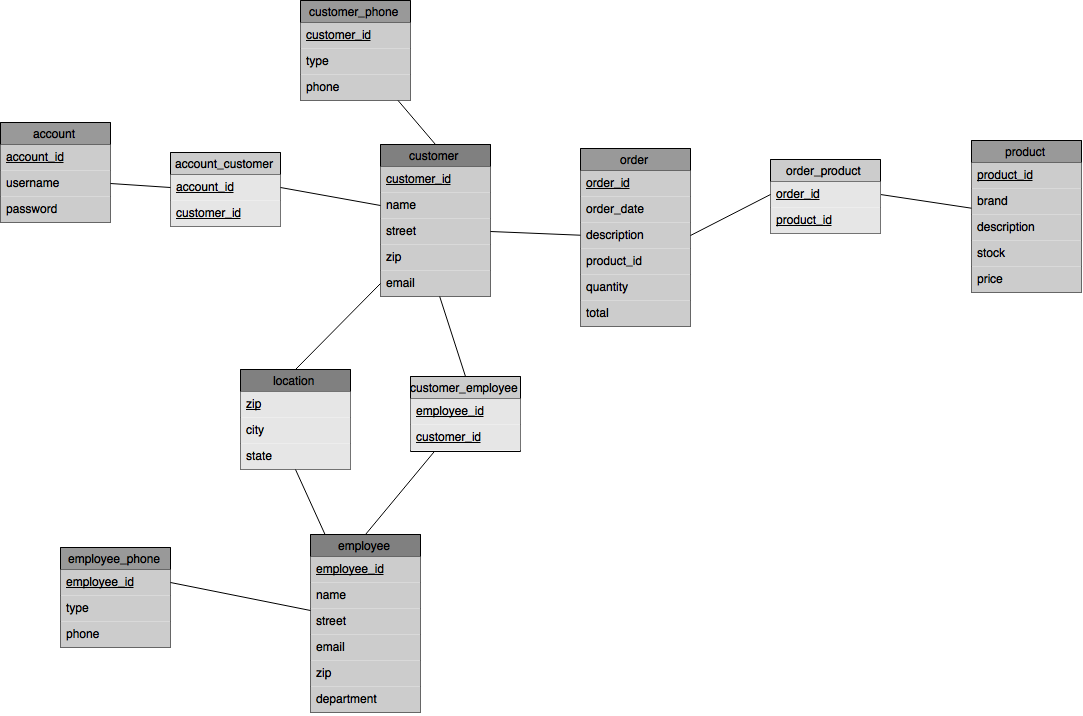 customer_phone
customer_id
type
phone
account
account_id
username
password
account_customer
account_id
customer_id
customer
customer_id
name
street
zip
email
order
order_id
order_date
description
product_id
quantity
total
order_product
order_id
product_id
product
product_id
brand
description
stock
price
location
zip
city
state
customer_employee
employee_id
customer_id
employee_phone
employee_id
type
phone
employee
employee_id
name
street
email
zip
department